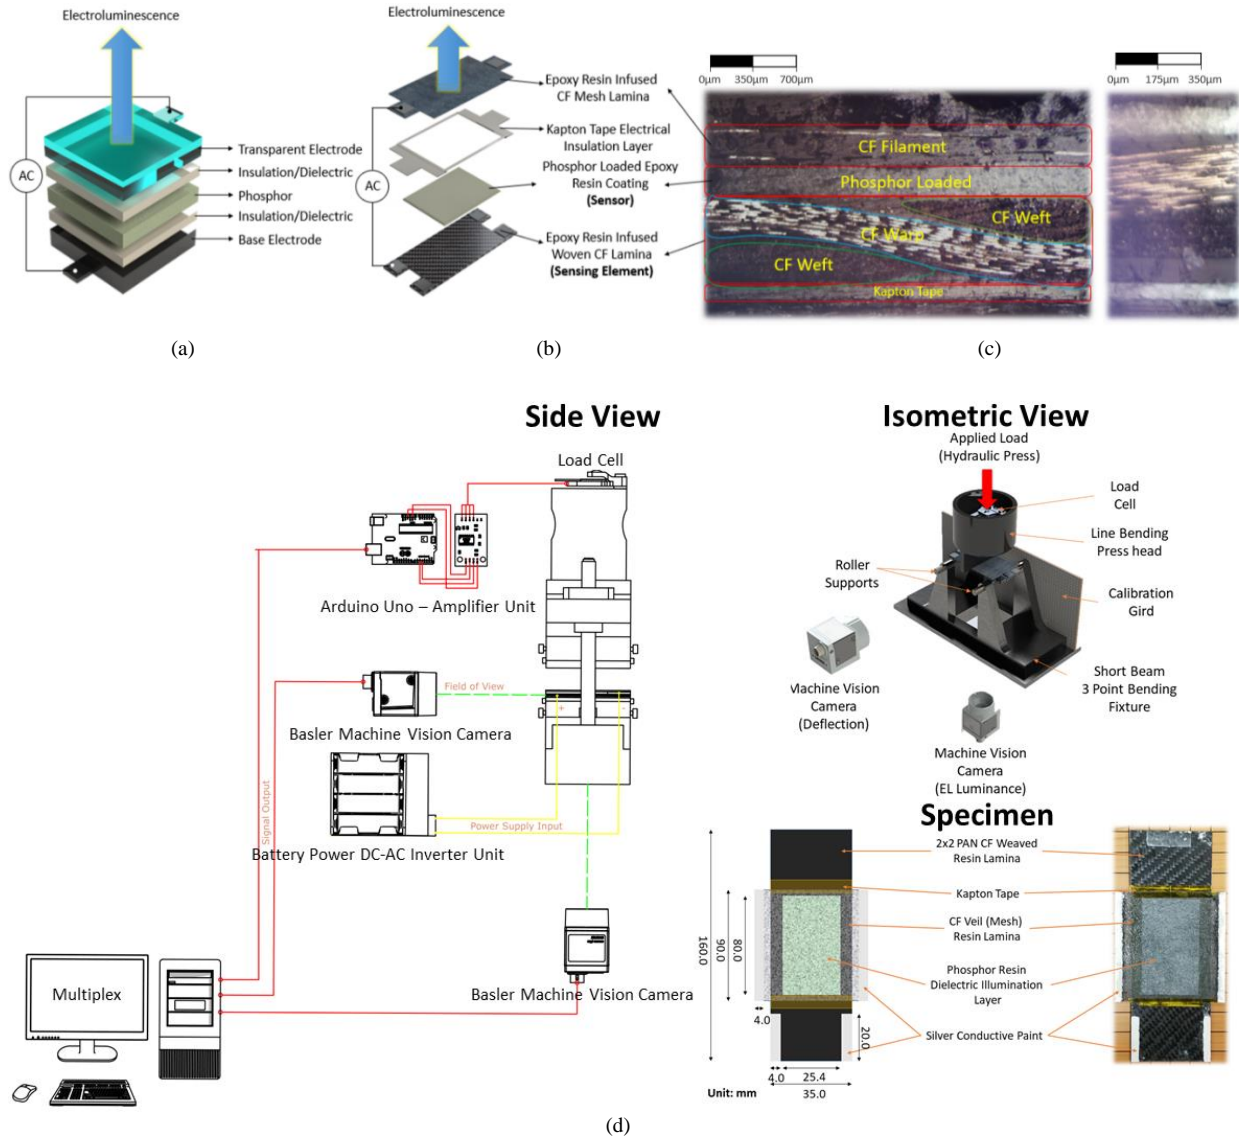 Electroluminescence
AC
Transparent Electrode
Insulation/Dielectric
Phosphor
Insulation/Dielectric
Base Electrode
(a)
Electroluminescence
AC
Epoxy Resin Infused
CF Mesh Lamina
Kapton Tape Electrical
Insulation Layer
Phosphor Loaded Epoxy
Resin Coating
(Sensor)
Epoxy Resin Infused
Woven CF Lamina
(Sensing Element)
(b)
0µm 350µm 700µm
CF Filament
Phosphor Loaded
CF Weft
CF Warp
CF Weft
Kapton Tape
0µm 175µm 350µm
(c)
Side View
Load Cell
Arduino Uno – Amplifier Unit
Field of View
Basler Machine Vision Camera
+ -
Signal Output
Power Supply Input
Battery Power DC-AC Inverter Unit
Basler Machine Vision Camera
Multiplex
Isometric View
Applied Load
(Hydraulic Press)
Load
Cell
Line Bending
Press head
Roller
Supports
Calibration
Gird
Machine Vision
Camera
(Deflection)
Short Beam
3 Point Bending
Fixture
Machine Vision
Camera
(EL Luminance)
Specimen
2x2 PAN CF Weaved
Resin Lamina
Kapton Tape
CF Veil (Mesh)
Resin Lamina
Phosphor Resin
Dielectric Illumination
Layer
Silver Conductive Paint
160.0
90.0
80.0
4.0
20.0
4.0 25.4
35.0
Unit: mm
(d)